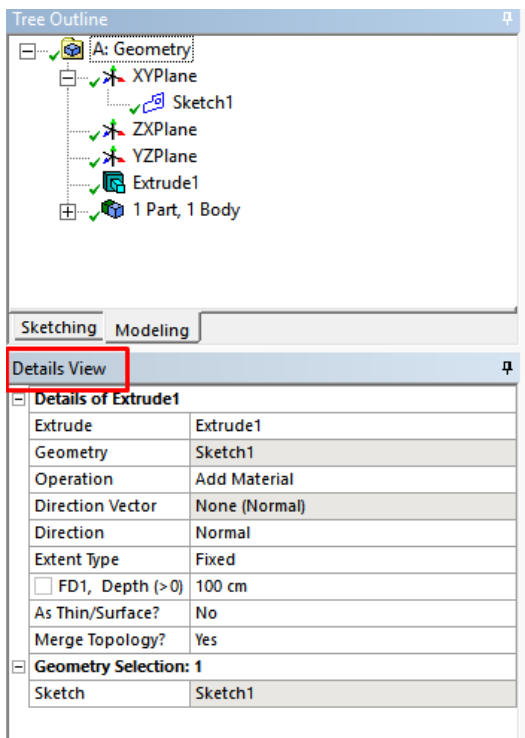 Tree Outline
A: Geometry
XYPlane
Sketch1
ZXPlane
YZPlane
Extrude1
1 Part, 1 Body
Sketching Modeling
Details View
Details of Extrude1
Extrude Extrude1
Geometry Sketch1
Operation Add Material
Direction Vector None (Normal)
Direction Normal
Extent Type Fixed
FD1, Depth (>0) 100 cm
As Thin/Surface? No
Merge Topology? Yes
Geometry Selection: 1
Sketch Sketch1